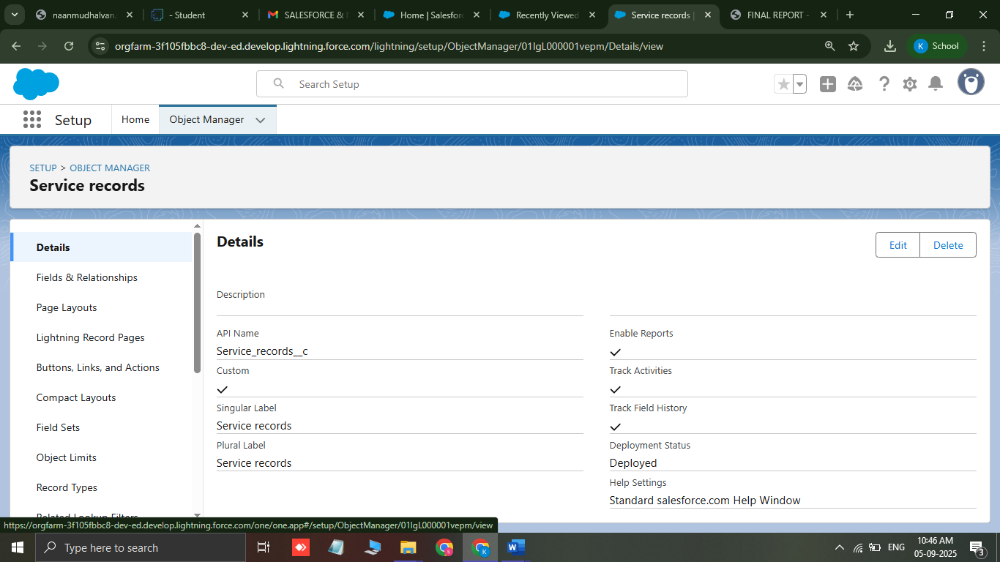 naanmudhalvan.
- Student
SALESFORCE &
Home | Salesforc
Recently Viewed
Service records |
FINAL REPORT -
orgfarm-3f105fbbc8-dev-ed.develop.lightning.force.com/lightning/setup/ObjectManager/01IgL000001vepm/Details/view
K School
Search Setup
Setup
Home
Object Manager
SETUP > OBJECT MANAGER
Service records
Details
Fields & Relationships
Page Layouts
Lightning Record Pages
Buttons, Links, and Actions
Compact Layouts
Field Sets
Object Limits
Record Types
Related Lookup Filters
Details
Edit
Delete
Description
API Name
Service_records__c
Custom
Singular Label
Service records
Plural Label
Service records
Enable Reports
Track Activities
Track Field History
Deployment Status
Deployed
Help Settings
Standard salesforce.com Help Window
https://orgfarm-3f105fbbc8-dev-ed.develop.lightning.force.com/one/one.app#/setup/ObjectManager/01IgL000001vepm/view
Type here to search
S
K
W
ENG
10:46 AM
05-09-2025
3